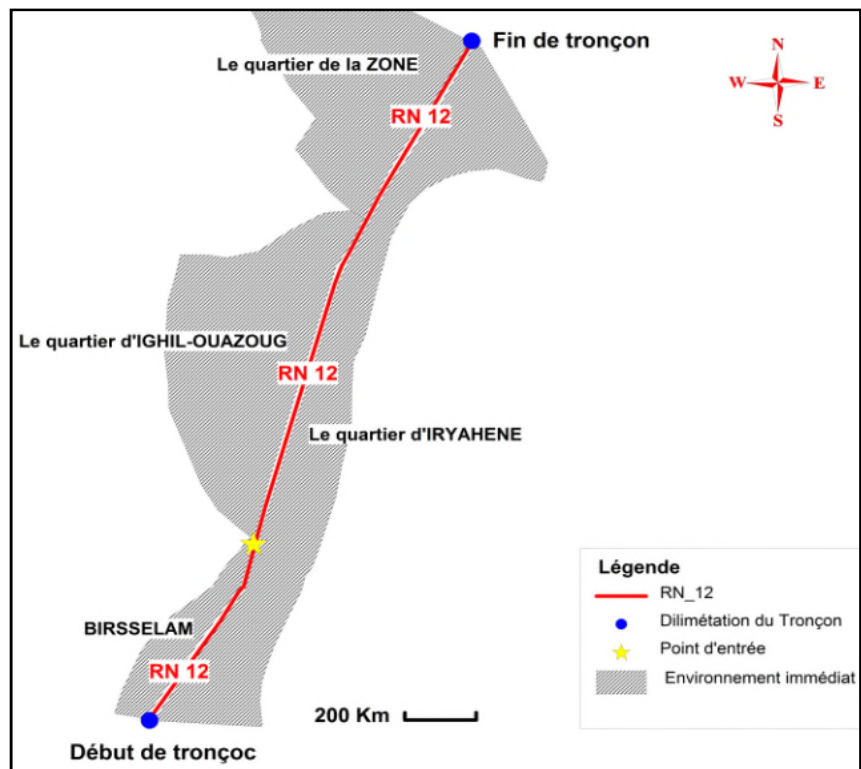 Fin de tronçon
Le quartier de la ZONE
N
W E
S
RN 12
Le quartier d'IGHIL-OUAZOUG
RN 12
Le quartier d'IRYAHENE
BIRSSELAM
RN 12
Début de tronçoc
200 Km
Légende
RN_12
Dilimétation du Tronçon
Point d'entrée
Environnement immédiat